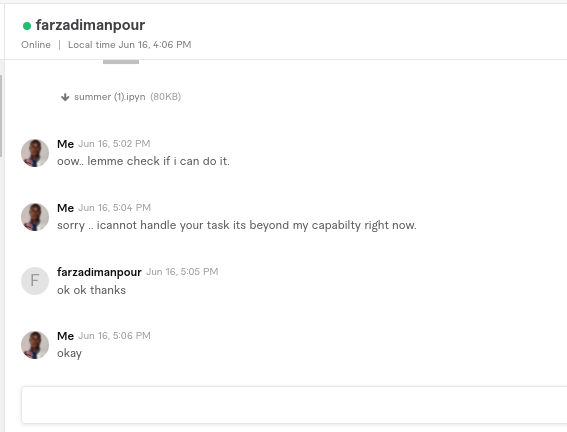 farzadimanpour
Online | Local time Jun 16, 4:06 PM
summer (1).ipyn (80KB)
Me Jun 16, 5:02 PM
oow.. lemme check if i can do it.
Me Jun 16, 5:04 PM
sorry .. icannot handle your task its beyond my capabilty right now.
F
farzadimanpour Jun 16, 5:05 PM
ok ok thanks
Me Jun 16, 5:06 PM
okay